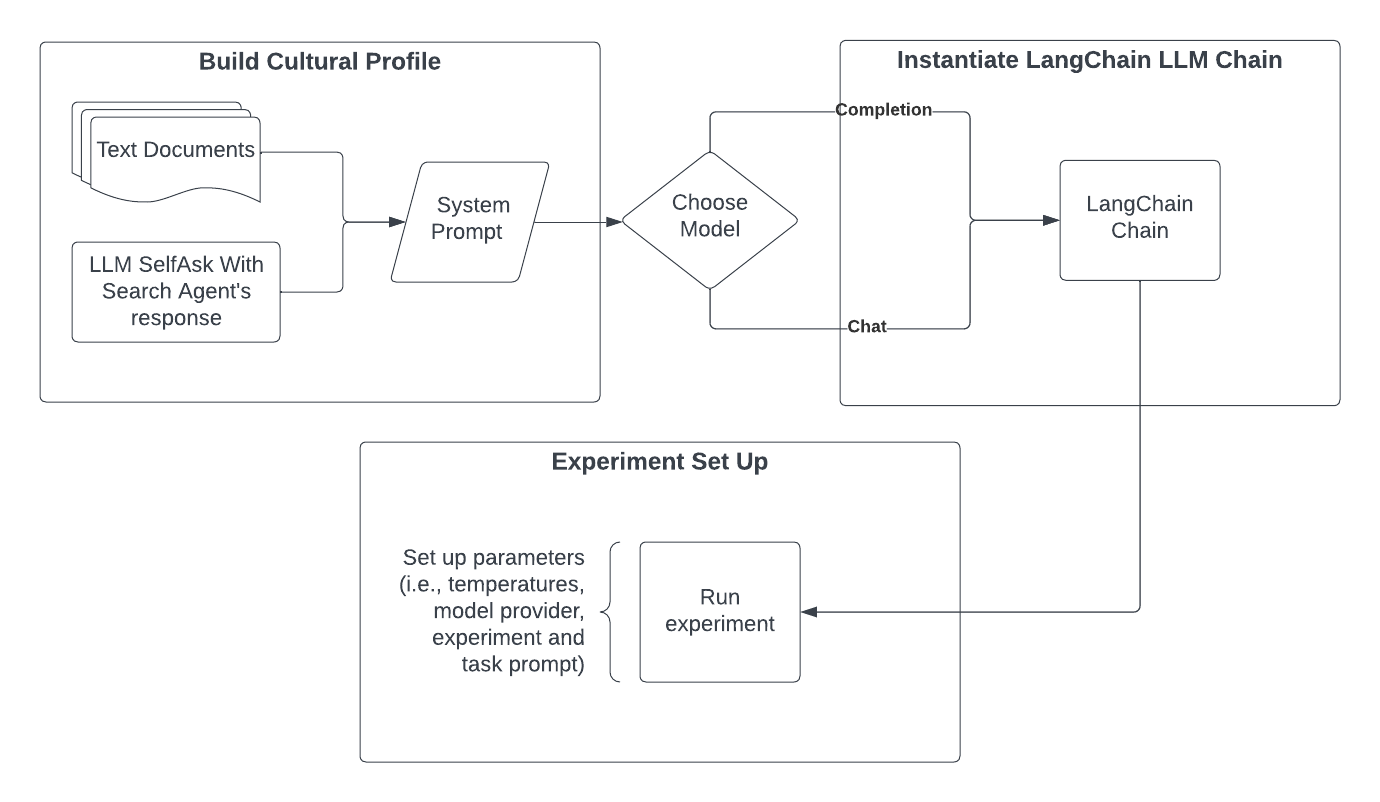 Build Cultural Profile
Text Documents
LLM SelfAsk With
Search Agent's
response
System
Prompt
Choose
Model
Completion
Chat
Instantiate LangChain LLM Chain
LangChain
Chain
Experiment Set Up
Set up parameters
(i.e., temperatures,
model provider,
experiment and
task prompt)
Run
experiment